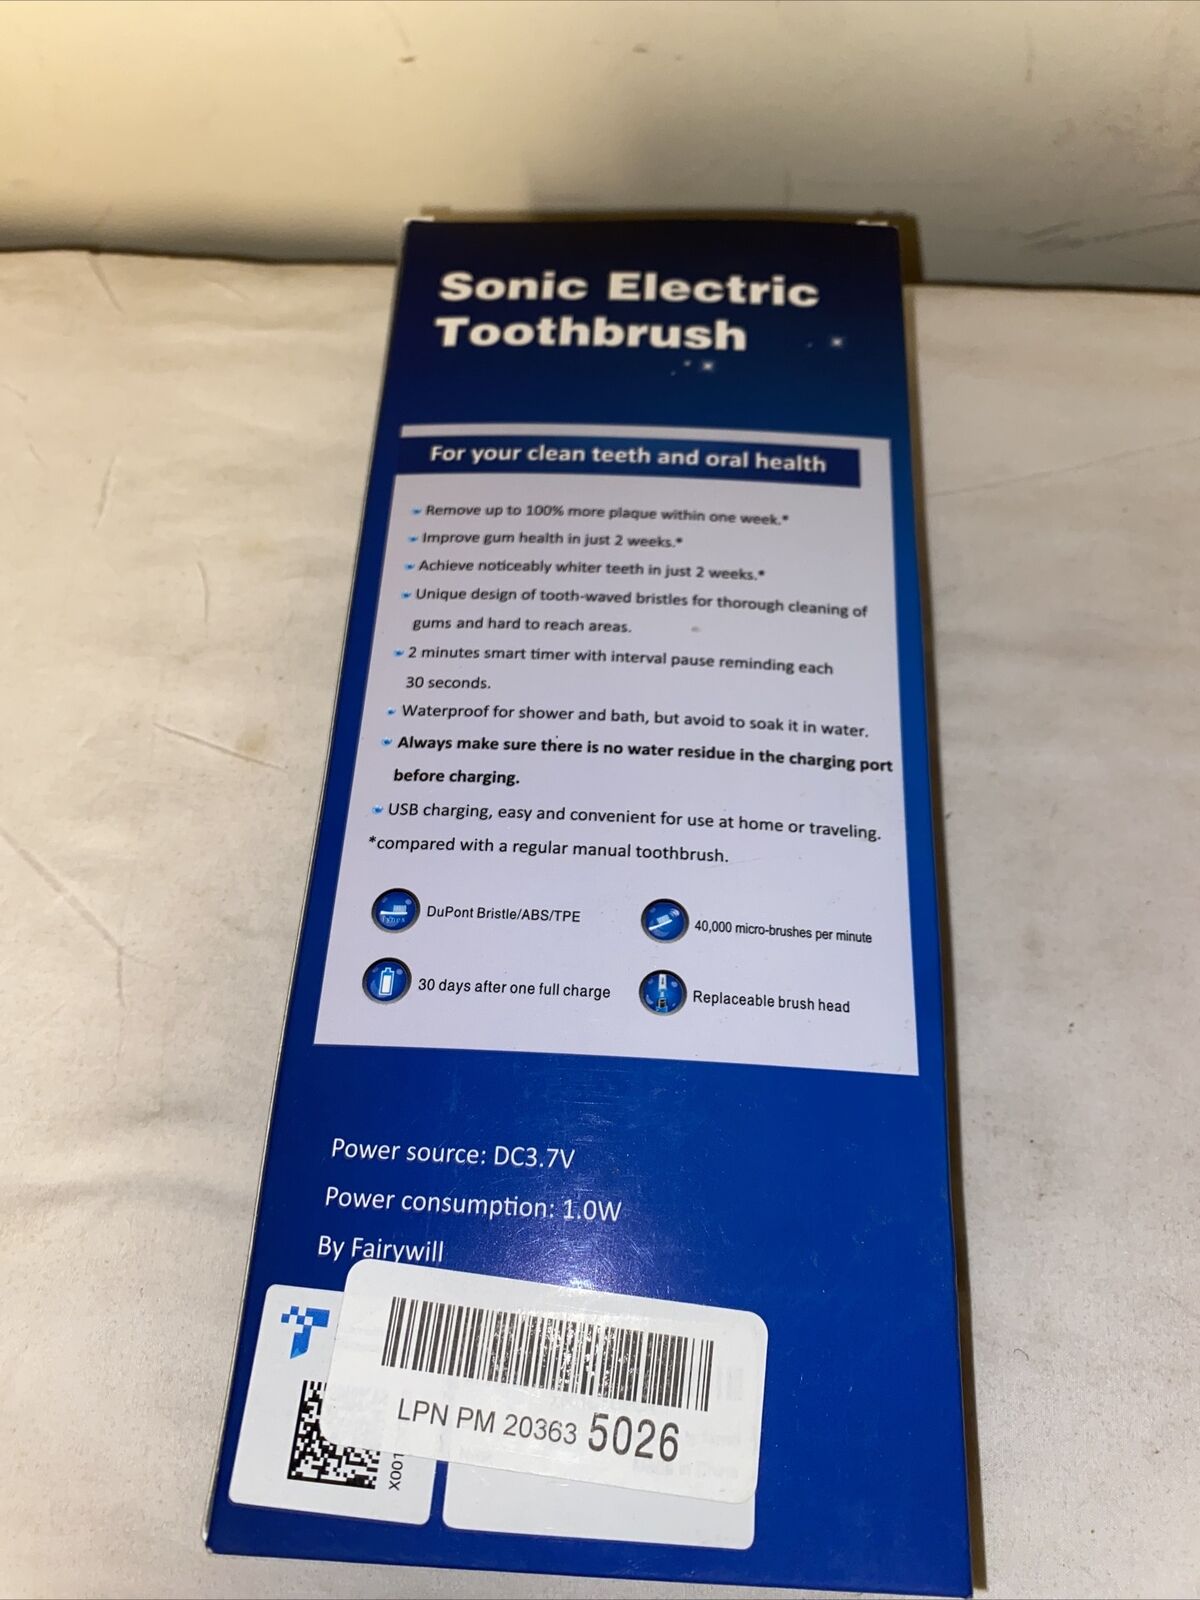 Sonic Electric
Toothbrush
For your clean teeth and oral health
Remove up to 100% more plaque within one week.*
Improve gum health in just 2 weeks.*
Achieve noticeably whiter teeth in just 2 weeks.*
Unique design of tooth-waved bristles for thorough cleaning of
gums and hard to reach areas.
2 minutes smart timer with interval pause reminding each
30 seconds.
Waterproof for shower and bath, but avoid to soak it in water.
Always make sure there is no water residue in the charging port
before charging.
USB charging, easy and convenient for use at home or traveling.
*compared with a regular manual toothbrush.
DuPont Bristle/ABS/TPE
40,000 micro-brushes per minute
30 days after one full charge
Replaceable brush head
Power source: DC3.7V
Power consumption: 1.0W
By Fairywill
LPN PM 20363 5026
X001